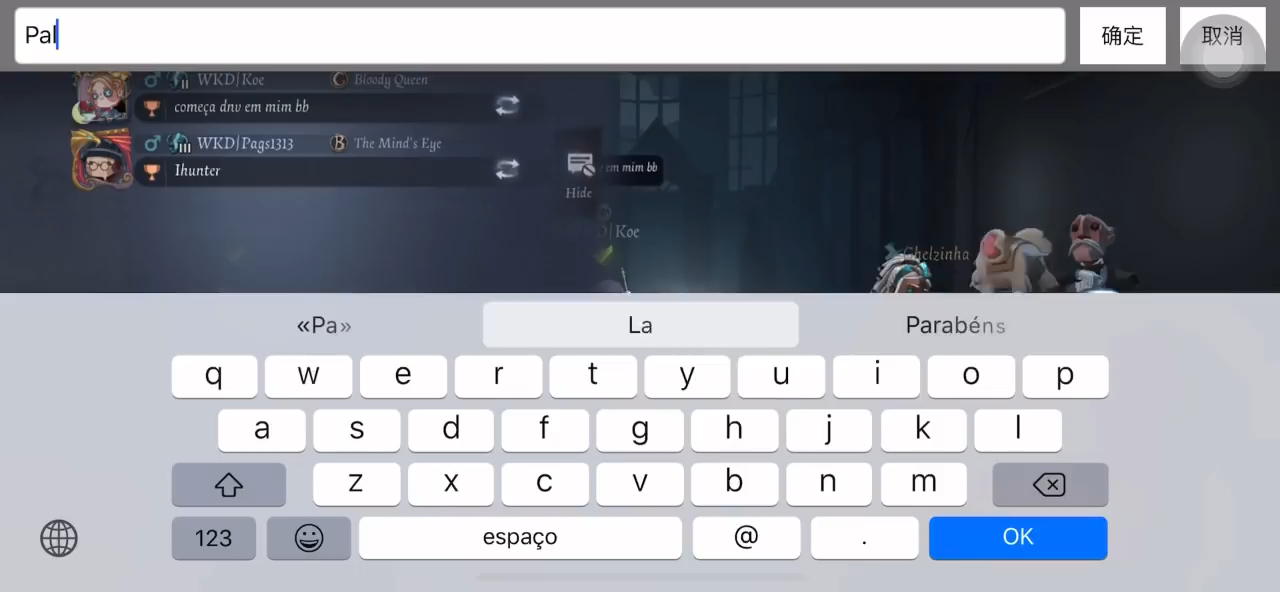 Pal
确定
取消
WKD|Koe
Bloody Queen
começa dnv em mim bb
WKD|Pags1313
B
The Mind's Eye
Ihunter
em mim bb
Hide
|Koe
Ghelzinha
«Pa»
La
Parabéns
q w e r t y u i o p
a s d f g h j k l
z x c v b n m
123
espaço
@
.
OK